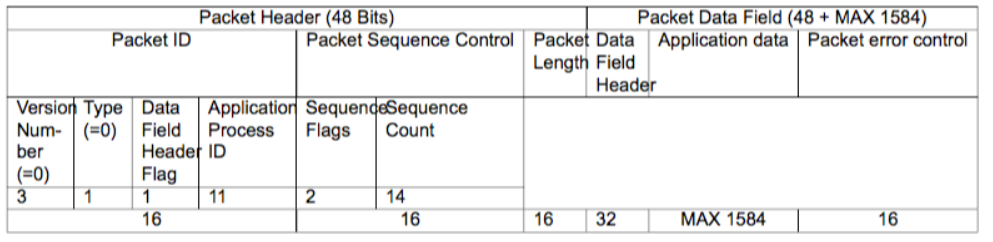 Packet Header (48 Bits) Packet Data Field (48 + MAX 1584)
Packet ID Packet Sequence Control Packet Data Application data Packet error control
Length Field
Header
Version Type Data Application Sequence Sequence
Num- (=0) Field Process Flags Count
ber Header ID
(=0) Flag
3 1 1 11 2 14
16 16 16 32 MAX 1584 16